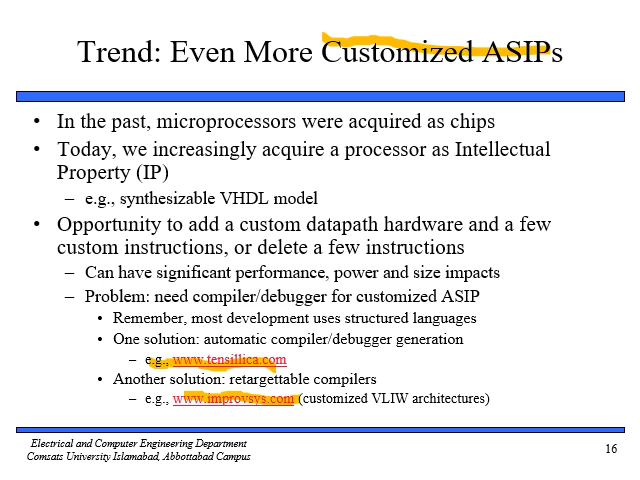 Trend: Even More Customized ASIPs
• In the past, microprocessors were acquired as chips
• Today, we increasingly acquire a processor as Intellectual
Property (IP)
– e.g., synthesizable VHDL model
• Opportunity to add a custom datapath hardware and a few
custom instructions, or delete a few instructions
– Can have significant performance, power and size impacts
– Problem: need compiler/debugger for customized ASIP
• Remember, most development uses structured languages
• One solution: automatic compiler/debugger generation
– e.g., www.tensillica.com
• Another solution: retargettable compilers
– e.g., www.improvsys.com (customized VLIW architectures)
Electrical and Computer Engineering Department
Comsats University Islamabad, Abbottabad Campus
16